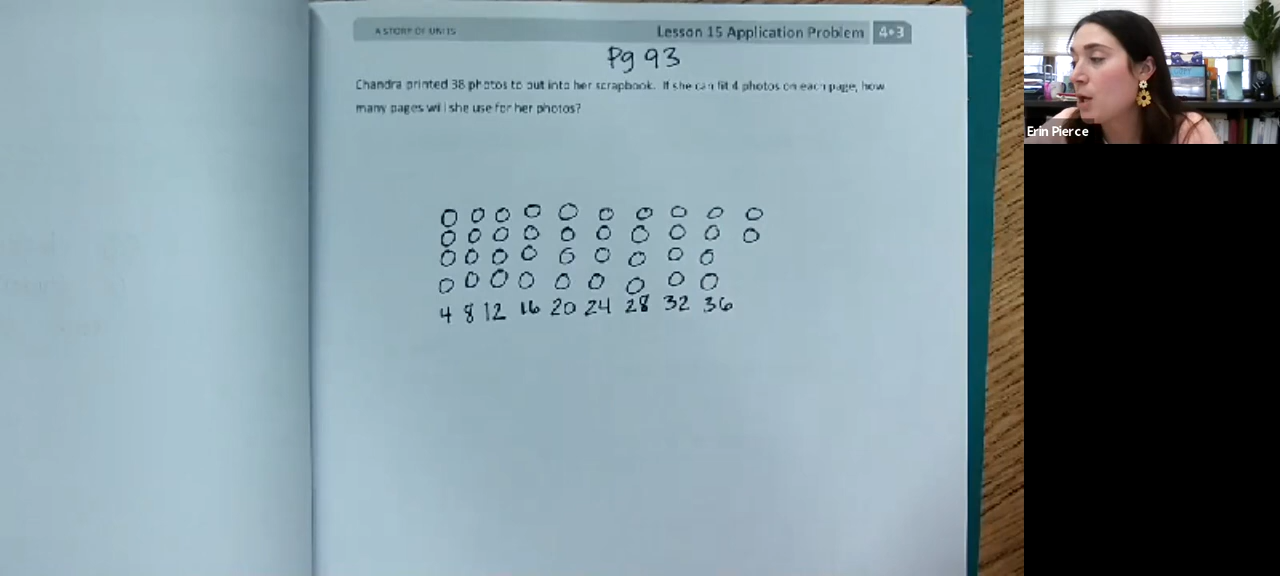 A STORY OF UNITS
Lesson 15 Application Problem 4•3
Pg 93
Chandra printed 38 photos to put into her scrapbook. If she can fit 4 photos on each page, how
many pages will she use for her photos?
4 8 12 16 20 24 28 32 36
Erin Pierce